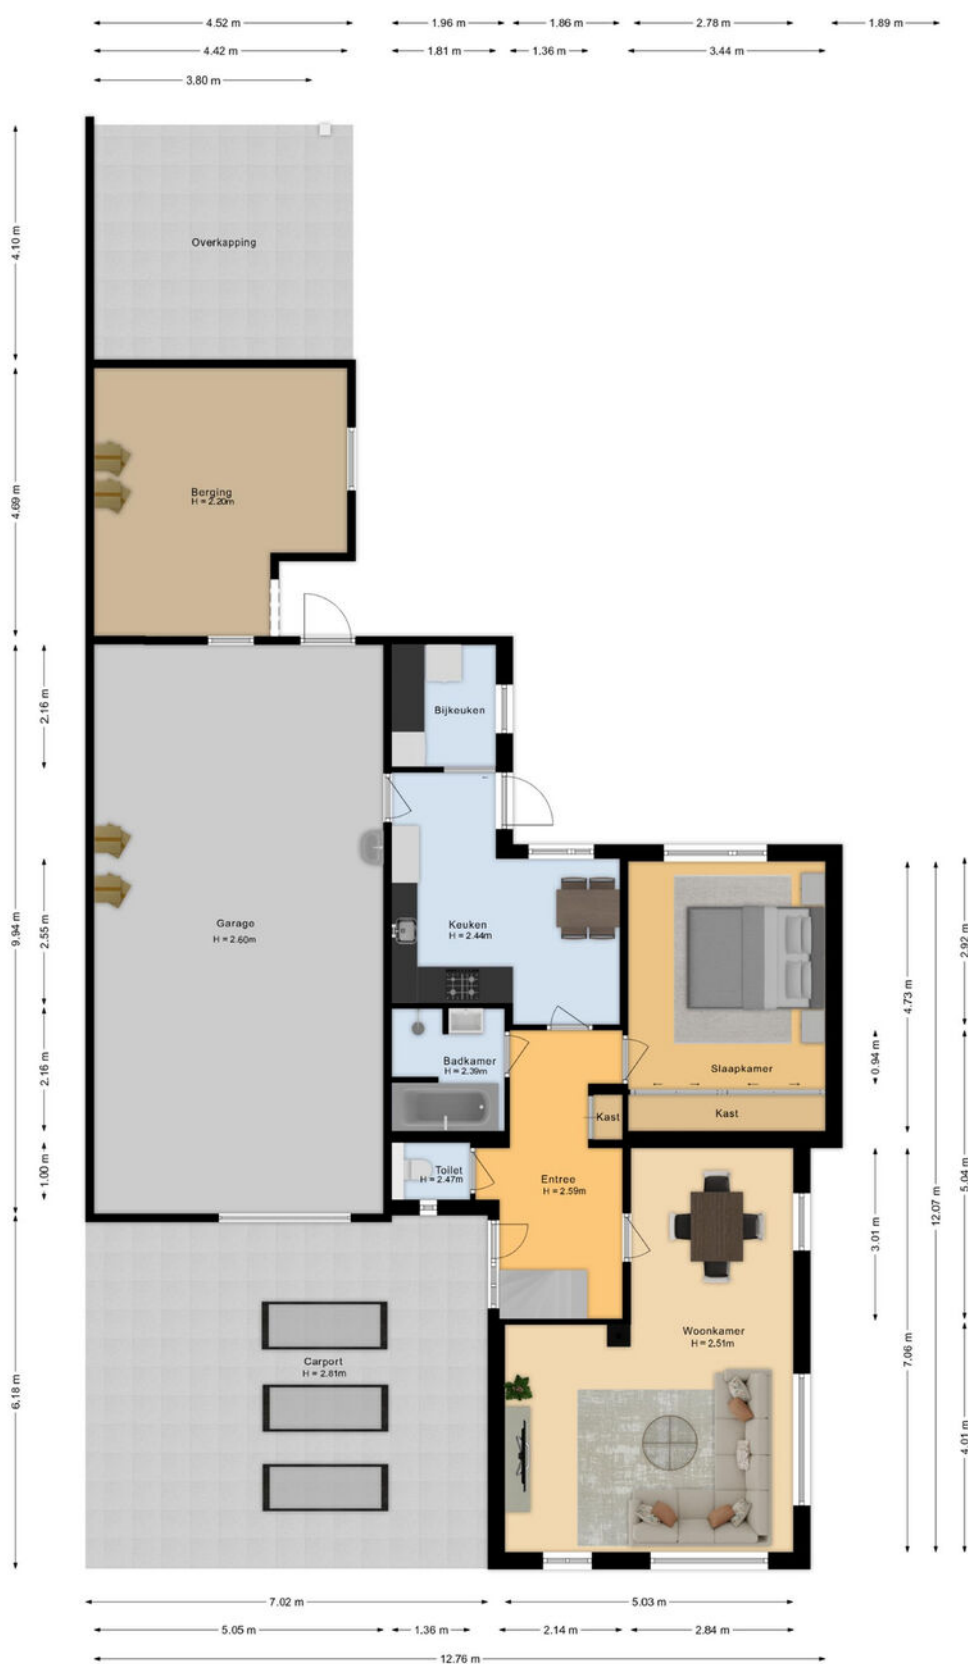 4.52 m
1.96 m
1.86 m
2.78 m
1.89 m
4.42 m
1.81 m
1.36 m
3.44 m
3.80 m
4.10 m
Overkapping
4.69 m
Berging
H = 2.20m
2.16 m
Bijkeuken
9.94 m
2.55 m
Garage
H = 2.60m
Keuken
H = 2.44m
4.73 m
2.92 m
2.16 m
Badkamer
H = 2.39m
Slaapkamer
0.94 m
Kast
Kast
1.00 m
Toilet
H = 2.47m
Entree
H = 2.59m
3.01 m
12.07 m
5.04 m
Woonkamer
H = 2.51m
7.06 m
Carport
H = 2.81m
6.18 m
4.01 m
7.02 m
5.03 m
5.05 m
1.36 m
2.14 m
2.84 m
12.76 m